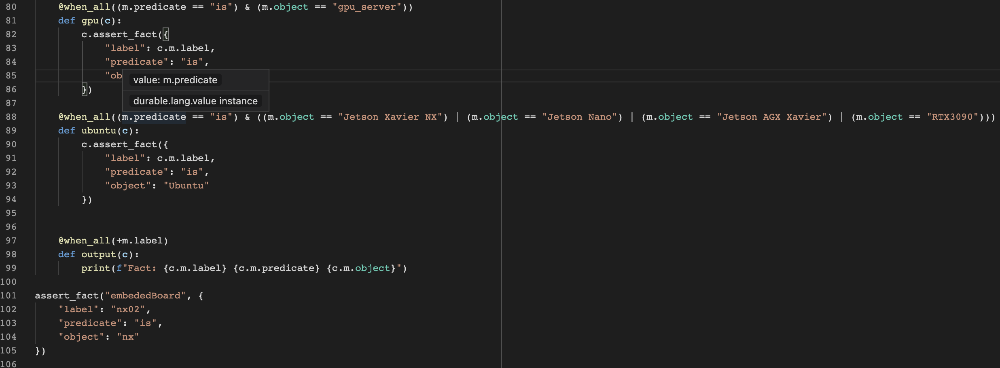 80 @when_all((m.predicate == "is") & (m.object == "gpu_server"))
81 def gpu(c):
82 c.assert_fact({
83 "label": c.m.label,
84 "predicate": "is",
85 "ob
value: m.predicate
86 })
durable.lang.value instance
87
88 @when_all((m.predicate == "is") & ((m.object == "Jetson Xavier NX") | (m.object == "Jetson Nano") | (m.object == "Jetson AGX Xavier") | (m.object == "RTX3090")))
89 def ubuntu(c):
90 c.assert_fact({
91 "label": c.m.label,
92 "predicate": "is",
93 "object": "Ubuntu"
94 })
95
96
97 @when_all(+m.label)
98 def output(c):
99 print(f"Fact: {c.m.label} {c.m.predicate} {c.m.object}")
100
101 assert_fact("embededBoard", {
102 "label": "nx02",
103 "predicate": "is",
104 "object": "nx"
105 })
106